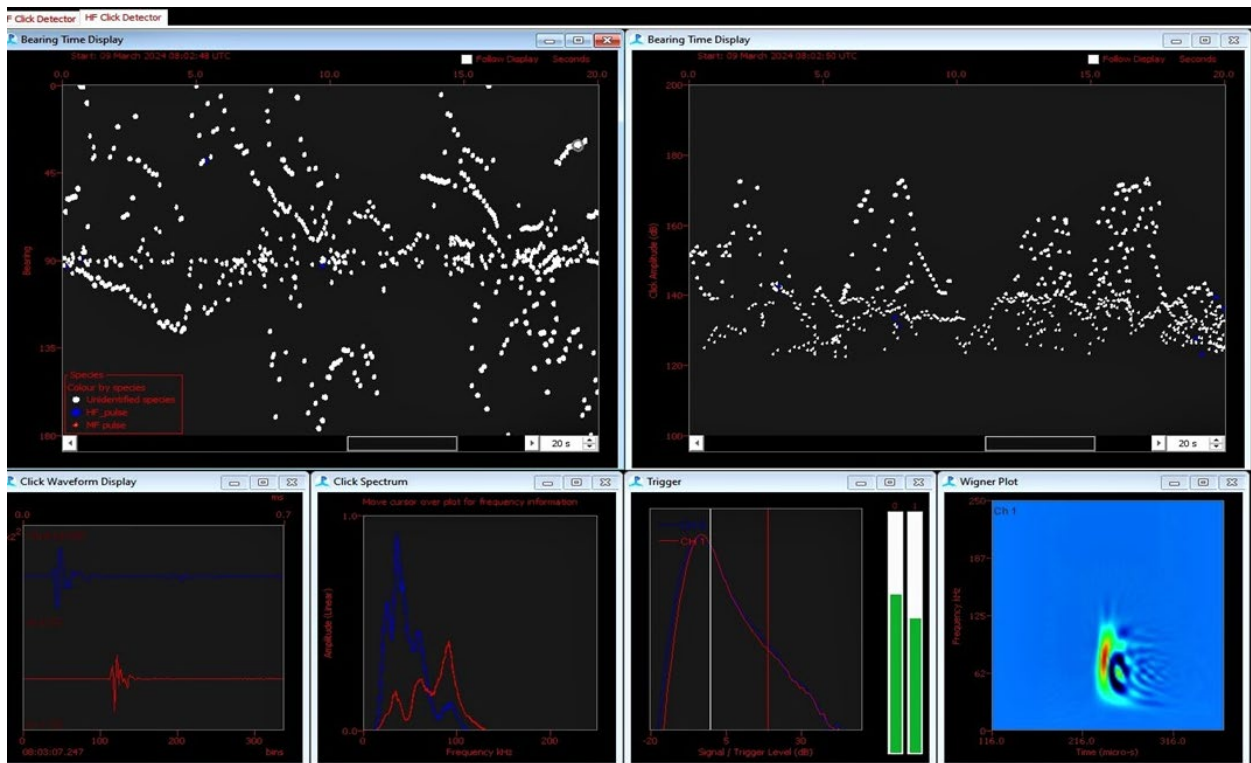 F Click Detector HF Click Detector
Bearing Time Display
Start: 09 March 2024 08:02:48 UTC
Follow Display Seconds
0.0 5.0 10.0 15.0 20.0
0
45
90
135
180
Bearing
Species
Colour by species
Unidentified species
HF_pulse
MF pulse
20 s
Bearing Time Display
Start: 09 March 2024 08:02:50 UTC
Follow Display Seconds
0.0 5.0 10.0 15.0 20.0
200
180
160
140
120
100
Click Amplitude (dB)
20 s
Click Waveform Display
ms
0.0 0.7
0 100 200 300
08:03:07.247 bins
Click Spectrum
Move cursor over plot for frequency information
1.0
0.0
Amplitude (Linear)
0 100 200
Frequency kHz
Trigger
Ch 1
-20 5 30 55
Signal / Trigger Level (dB)
0 1
Wigner Plot
Ch 1
250
187
125
62
0
Frequency kHz
116.0 216.0 316.0
Time (micro-s)